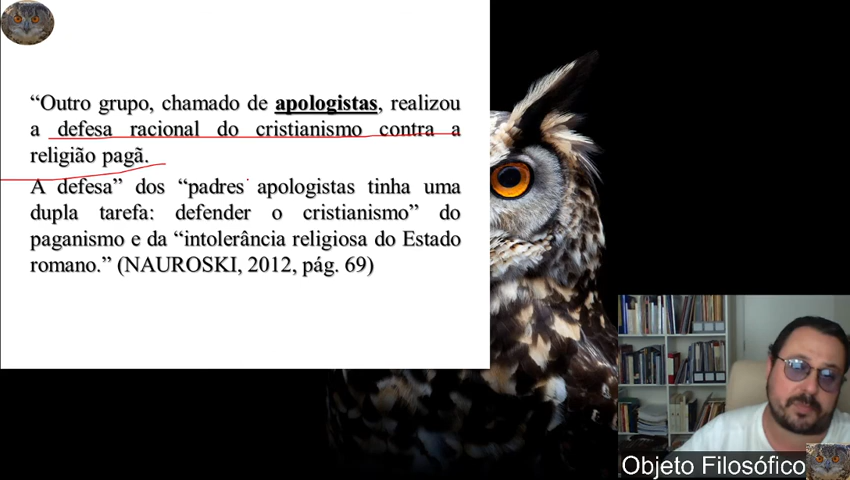 “Outro grupo, chamado de apologistas, realizou
a defesa racional do cristianismo contra a
religião pagã.
A defesa” dos “padres apologistas tinha uma
dupla tarefa: defender o cristianismo” do
paganismo e da “intolerância religiosa do Estado
romano.” (NAUROSKI, 2012, pág. 69)
Objeto Filosófico